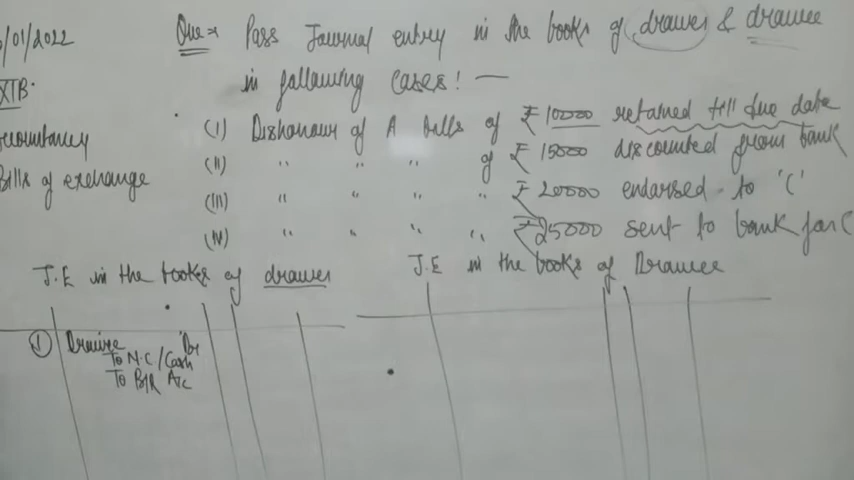 /01/2022
Que⇒ Pass Journal entry in the books of drawer & drawee
in following cases! —
XIB.
ccountancy
Bills of exchange
(I) Dishonour of A bills of ₹ 10000 retained till due date
(II) " " " of ₹ 15000 discounted from bank
(III) " " " " ₹ 20000 endorsed to 'C'
(IV) " " " " ₹ 25000 sent to bank for C
J.E in the books of drawer
J.E in the books of Drawee
① Drawee Dr
To N.C/Cash
To B/R A/c